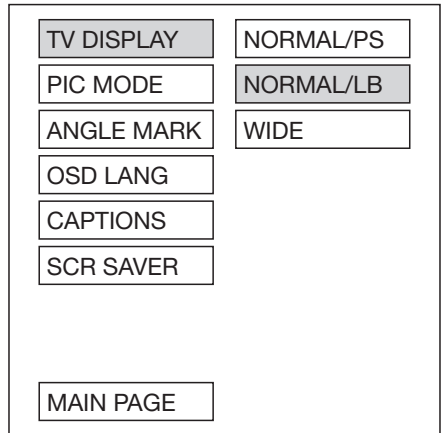 TV DISPLAY
NORMAL/PS
PIC MODE
NORMAL/LB
ANGLE MARK
WIDE
OSD LANG
CAPTIONS
SCR SAVER
MAIN PAGE